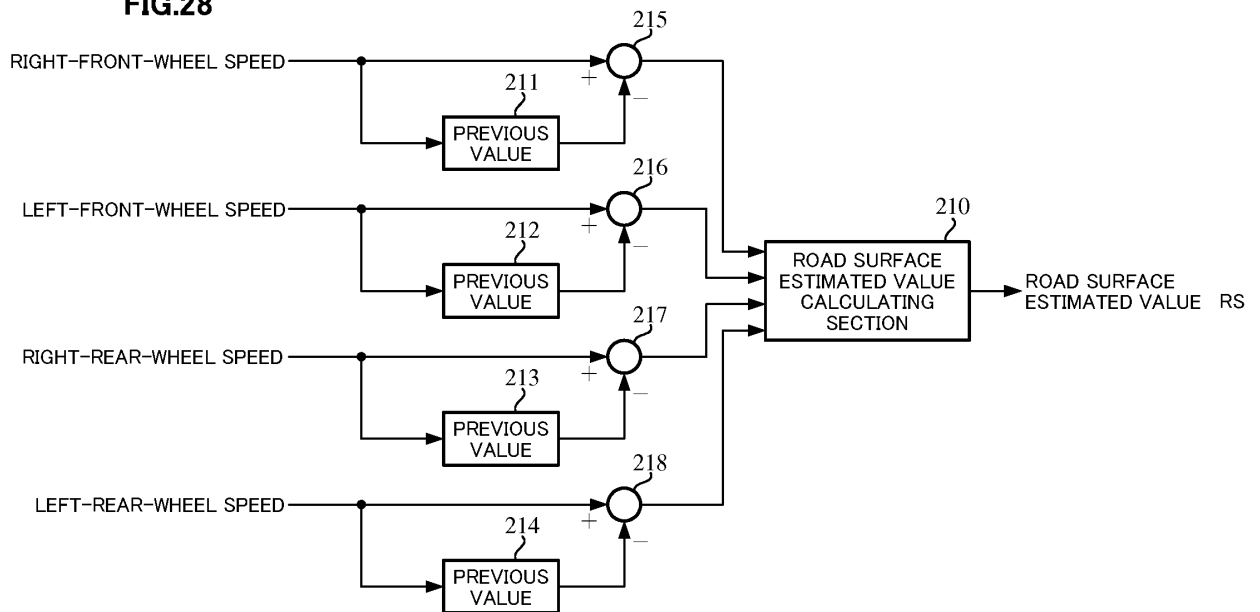 FIG.28
215
RIGHT-FRONT-WHEEL SPEED
+
211
−
PREVIOUS
VALUE
216
LEFT-FRONT-WHEEL SPEED
+
212
−
PREVIOUS
VALUE
210
ROAD SURFACE
ESTIMATED VALUE
CALCULATING
SECTION
ROAD SURFACE
ESTIMATED VALUE RS
217
RIGHT-REAR-WHEEL SPEED
+
213
−
PREVIOUS
VALUE
218
LEFT-REAR-WHEEL SPEED
+
214
−
PREVIOUS
VALUE